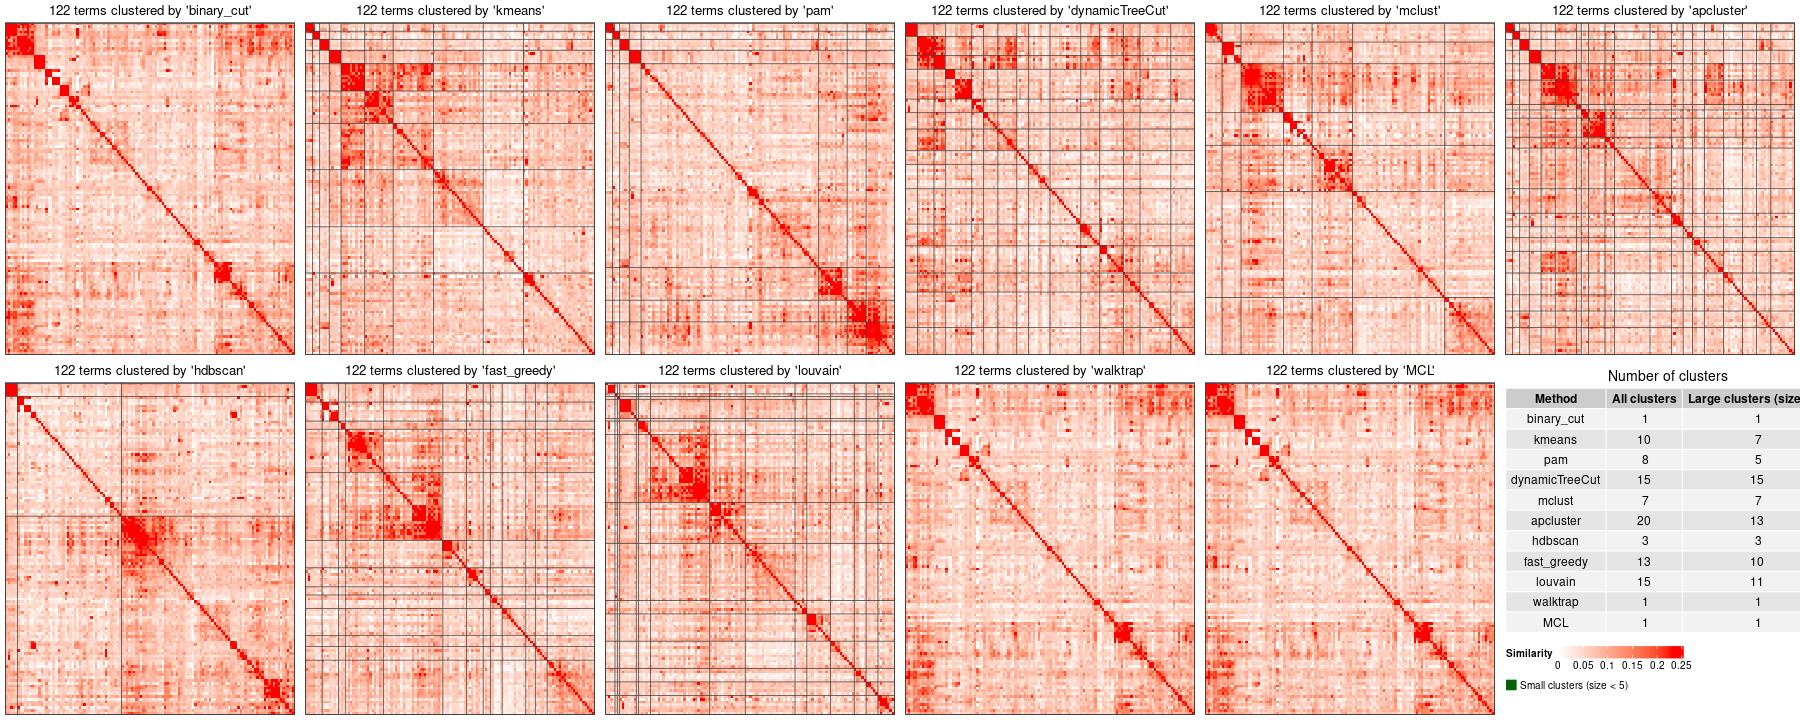 122 terms clustered by 'binary_cut'
122 terms clustered by 'kmeans'
122 terms clustered by 'pam'
122 terms clustered by 'dynamicTreeCut'
122 terms clustered by 'mclust'
122 terms clustered by 'apcluster'
122 terms clustered by 'hdbscan'
122 terms clustered by 'fast_greedy'
122 terms clustered by 'louvain'
122 terms clustered by 'walktrap'
122 terms clustered by 'MCL'
Number of clusters
Method All clusters Large clusters (size
binary_cut 1 1
kmeans 10 7
pam 8 5
dynamicTreeCut 15 15
mclust 7 7
apcluster 20 13
hdbscan 3 3
fast_greedy 13 10
louvain 15 11
walktrap 1 1
MCL 1 1
Similarity
0 0.05 0.1 0.15 0.2 0.25
Small clusters (size < 5)